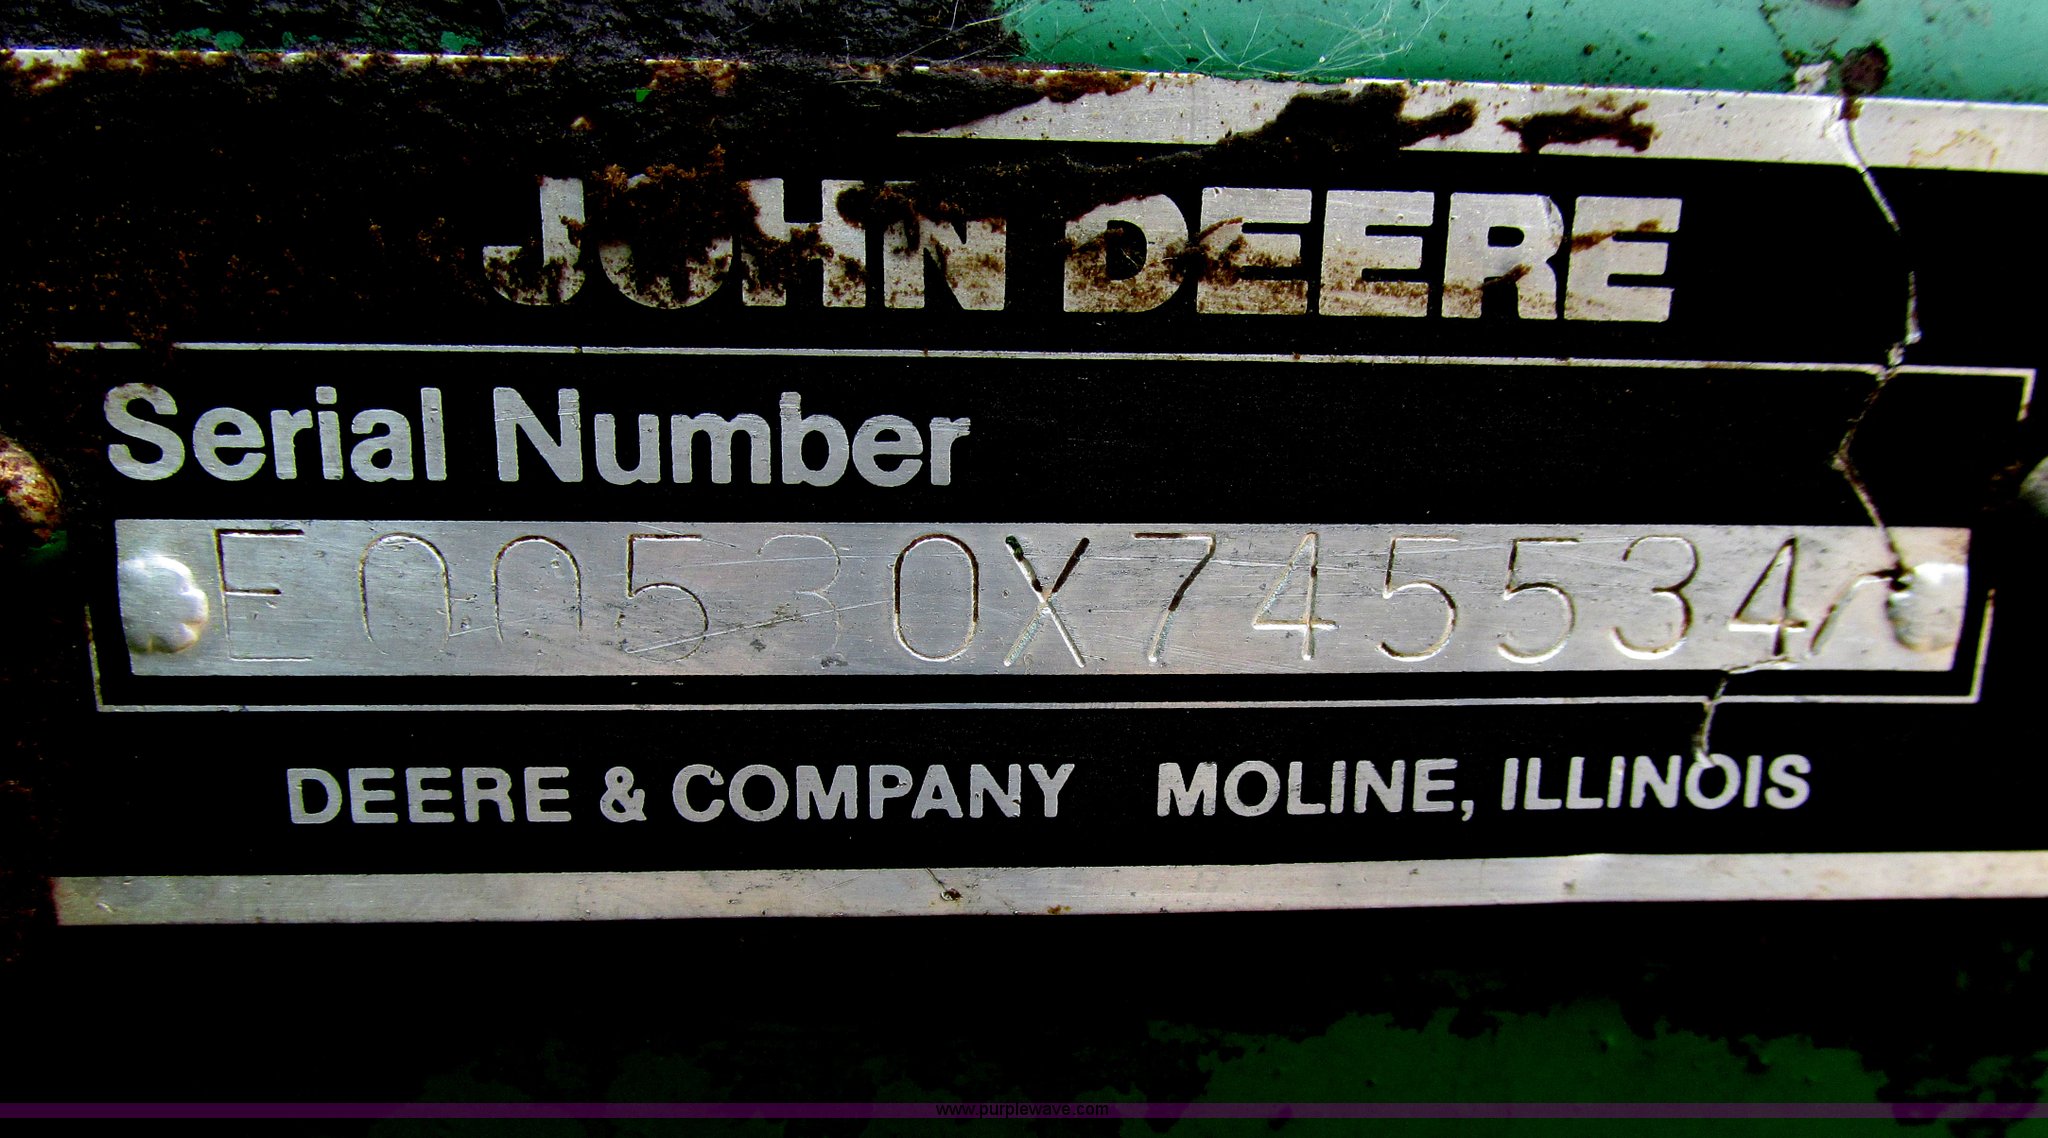 JOHN DEERE
Serial Number
E00530X745534
DEERE & COMPANY MOLINE, ILLINOIS
www.purplewave.com